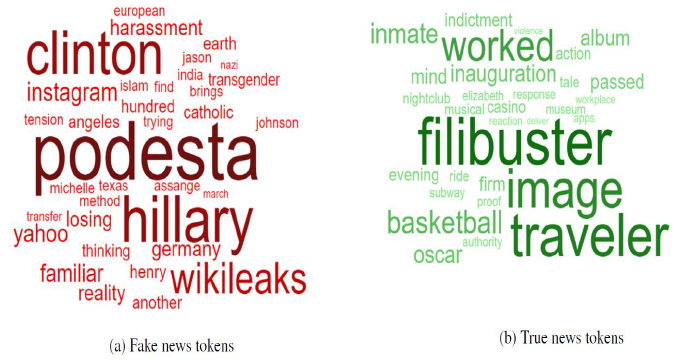 european
harassment
clinton
earth
jason
nazi
india
transgender
instagram
islam find
brings
hundred
catholic
tension angeles trying
johnson
podesta
michelle texas assange
march
method
hillary
transfer losing
yahoo
thinking germany
wikileaks
familiar henry
reality
another
(a) Fake news tokens
indictment
violence
inmate
worked
album
action
mind inauguration tale passed
nightclub elizabeth response
workplace
musical casino museum
reaction deliver apps
filibuster
evening ride
firm
image
subway
proof
basketball
traveler
authority
oscar
(b) True news tokens